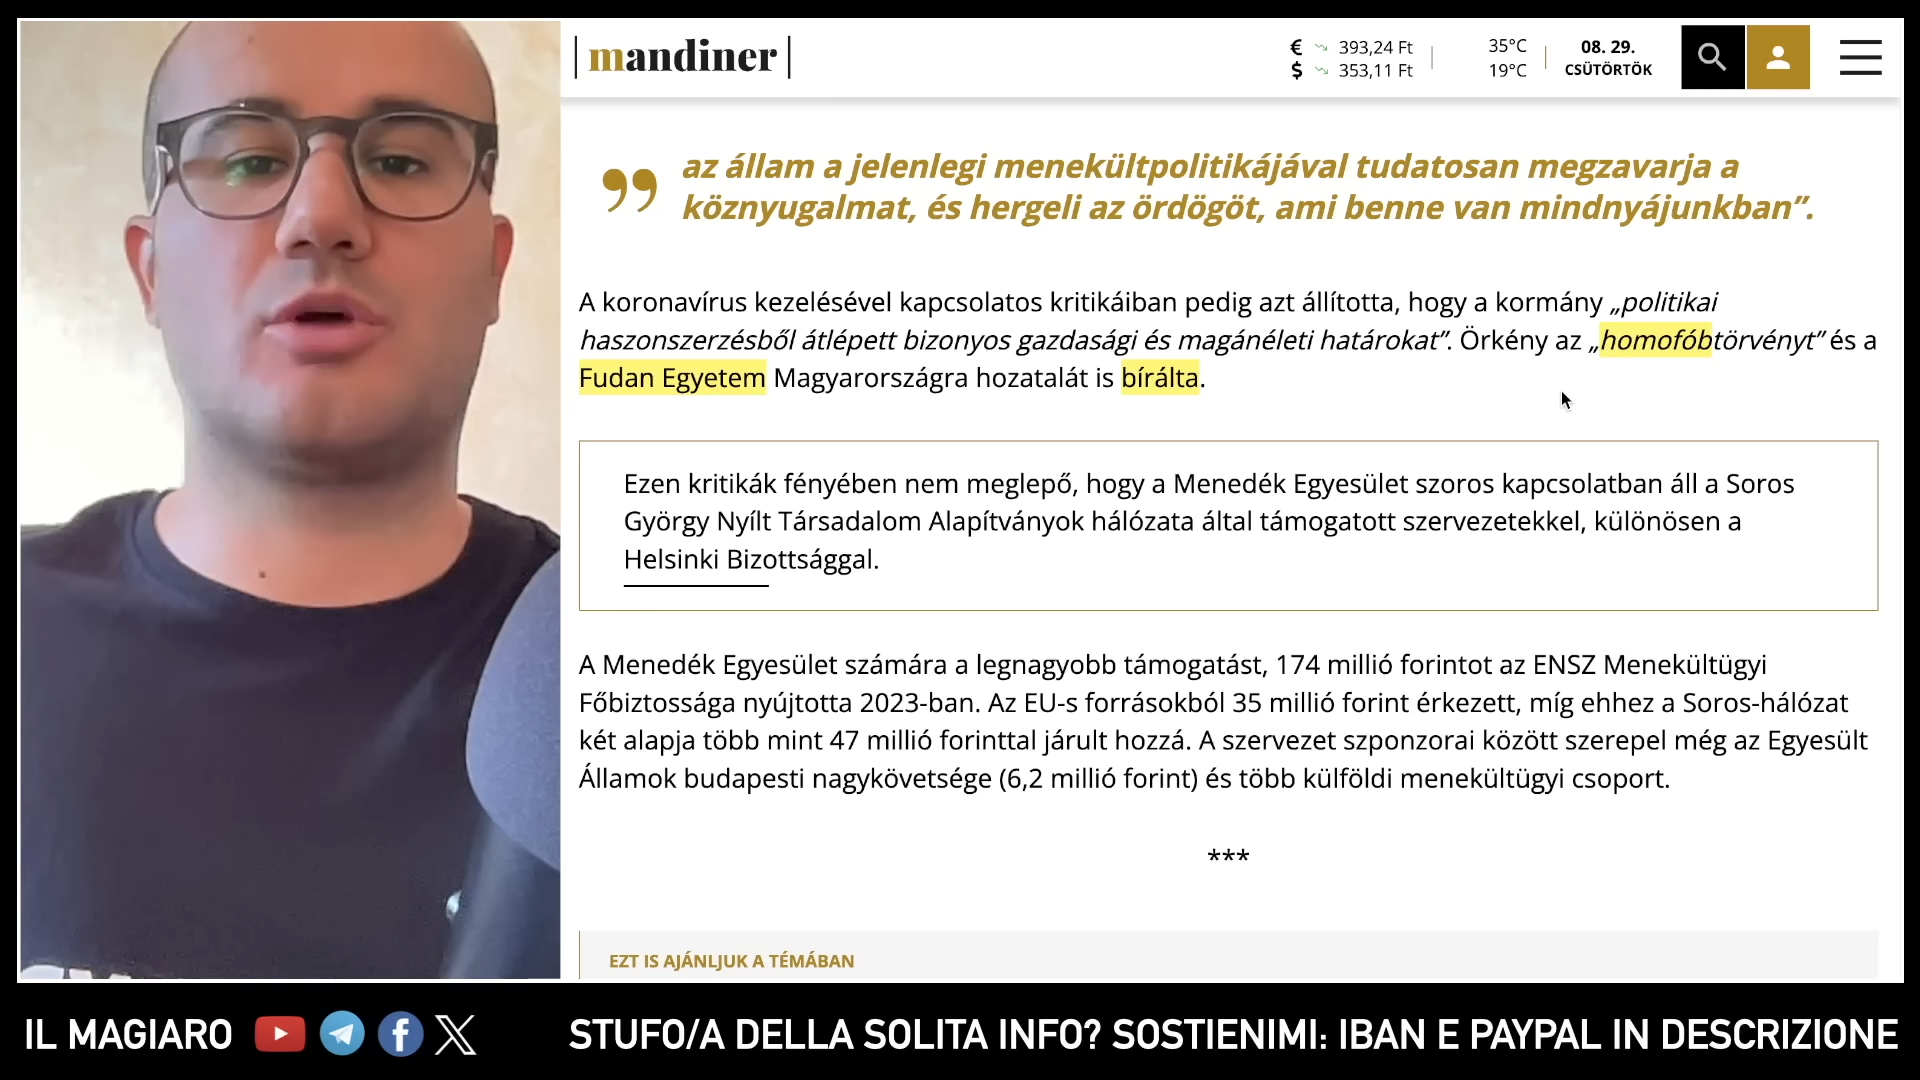 |mandiner|
€ 393,24 Ft
$ 353,11 Ft
35°C
19°C
08. 29.
CSÜTÖRTÖK
” az állam a jelenlegi menekültpolitikájával tudatosan megzavarja a
köznyugalmat, és hergeli az ördögöt, ami benne van mindnyájunkban”.
A koronavírus kezelésével kapcsolatos kritikáiban pedig azt állította, hogy a kormány „politikai
haszonszerzésből átlépett bizonyos gazdasági és magánéleti határokat”. Örkény az „homofóbtörvényt” és a
Fudan Egyetem Magyarországra hozatalát is bírálta.
Ezen kritikák fényében nem meglepő, hogy a Menedék Egyesület szoros kapcsolatban áll a Soros
György Nyílt Társadalom Alapítványok hálózata által támogatott szervezetekkel, különösen a
Helsinki Bizottsággal.
A Menedék Egyesület számára a legnagyobb támogatást, 174 millió forintot az ENSZ Menekültügyi
Főbiztossága nyújtotta 2023-ban. Az EU-s forrásokból 35 millió forint érkezett, míg ehhez a Soros-hálózat
két alapja több mint 47 millió forinttal járult hozzá. A szervezet szponzorai között szerepel még az Egyesült
Államok budapesti nagykövetsége (6,2 millió forint) és több külföldi menekültügyi csoport.
***
EZT IS AJÁNLJUK A TÉMÁBAN
IL MAGIARO
STUFO/A DELLA SOLITA INFO? SOSTIENIMI: IBAN E PAYPAL IN DESCRIZIONE